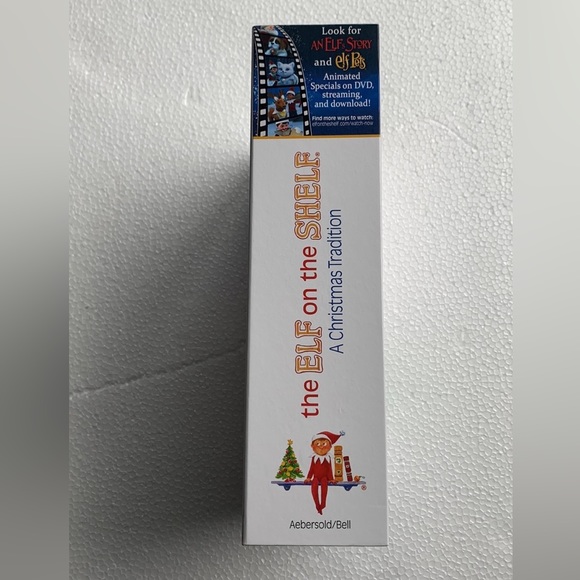 Look for
AN ELF'S STORY
and elf Pets
Animated
Specials on DVD,
streaming,
and download!
Find more ways to watch:
elfontheshelf.com/watch-now
the ELF on the SHELF®
A Christmas Tradition
Aebersold/Bell